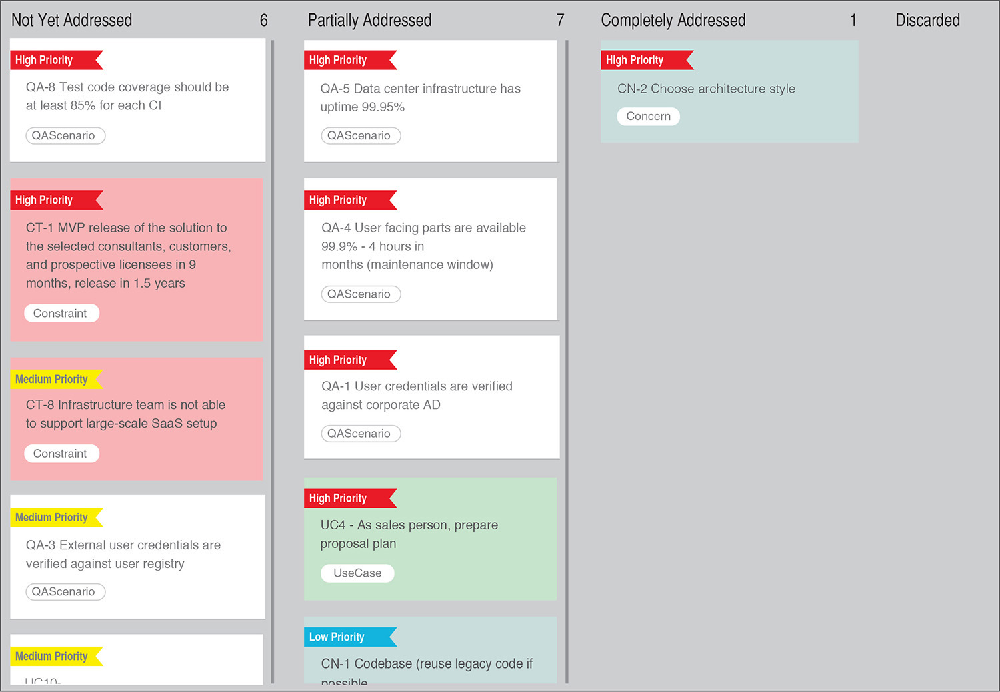 Not Yet Addressed 6
High Priority
QA-8 Test code coverage should be
at least 85% for each CI
QAScenario
High Priority
CT-1 MVP release of the solution to
the selected consultants, customers,
and prospective licensees in 9
months, release in 1.5 years
Constraint
Medium Priority
CT-8 Infrastructure team is not able
to support large-scale SaaS setup
Constraint
Medium Priority
QA-3 External user credentials are
verified against user registry
QAScenario
Medium Priority
UC10-
Partially Addressed 7
High Priority
QA-5 Data center infrastructure has
uptime 99.95%
QAScenario
High Priority
QA-4 User facing parts are available
99.9% - 4 hours in
months (maintenance window)
QAScenario
High Priority
QA-1 User credentials are verified
against corporate AD
QAScenario
High Priority
UC4 - As sales person, prepare
proposal plan
UseCase
Low Priority
CN-1 Codebase (reuse legacy code if
possible
Completely Addressed 1
High Priority
CN-2 Choose architecture style
Concern
Discarded